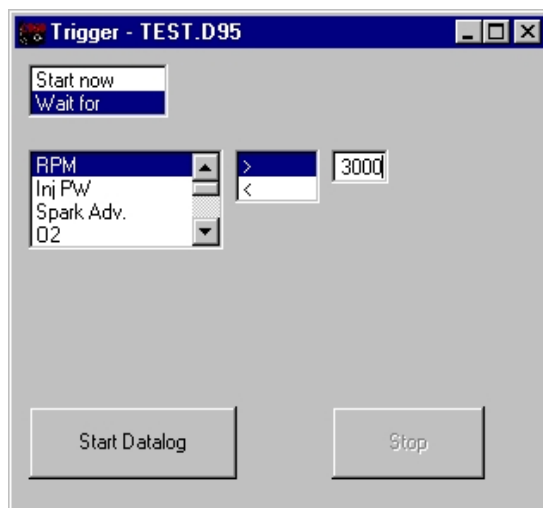 Trigger - TEST.D95
Start now
Wait for
RPM > 3000
Inj PW <
Spark Adv.
O2
Start Datalog Stop